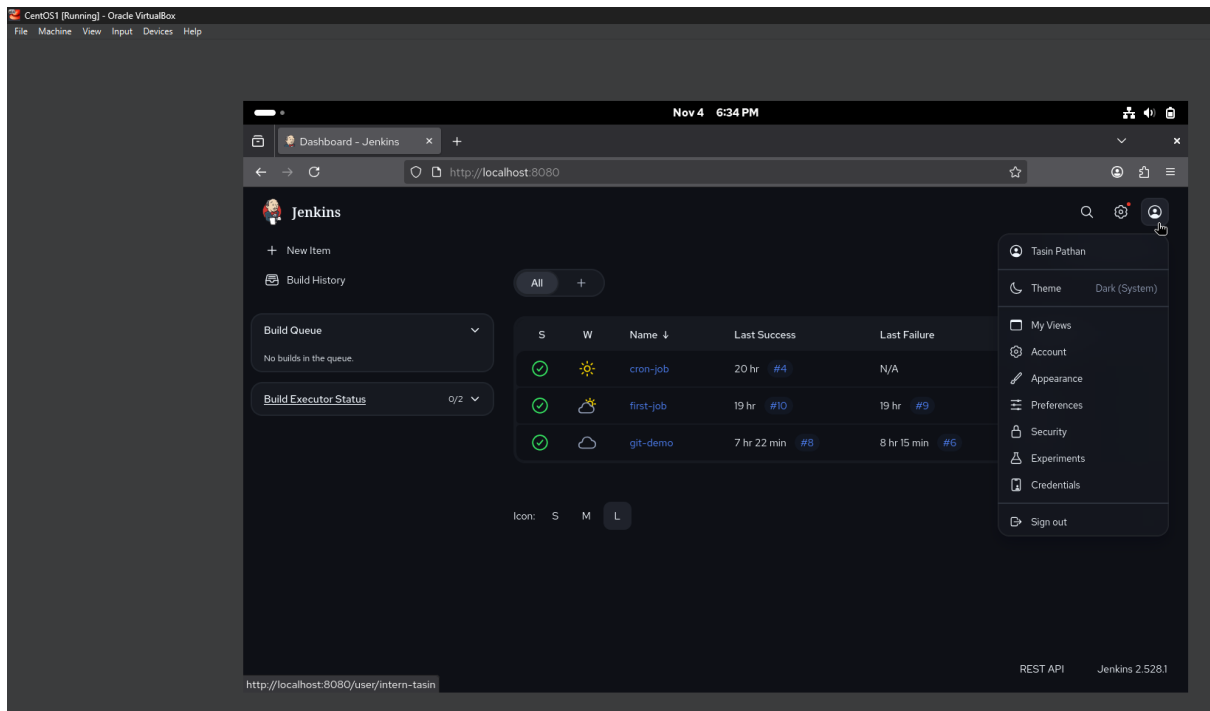 CentOS1 [Running] - Oracle VirtualBox
File Machine View Input Devices Help
Nov 4 6:34 PM
Dashboard - Jenkins
http://localhost:8080
Jenkins
New Item
Build History
All
Build Queue
No builds in the queue.
Build Executor Status 0/2
S W Name ↓ Last Success Last Failure
cron-job 20 hr #4 N/A
first-job 19 hr #10 19 hr #9
git-demo 7 hr 22 min #8 8 hr 15 min #6
Icon: S M L
Tasin Pathan
Theme Dark (System)
My Views
Account
Appearance
Preferences
Security
Experiments
Credentials
Sign out
REST API Jenkins 2.528.1
http://localhost:8080/user/intern-tasin